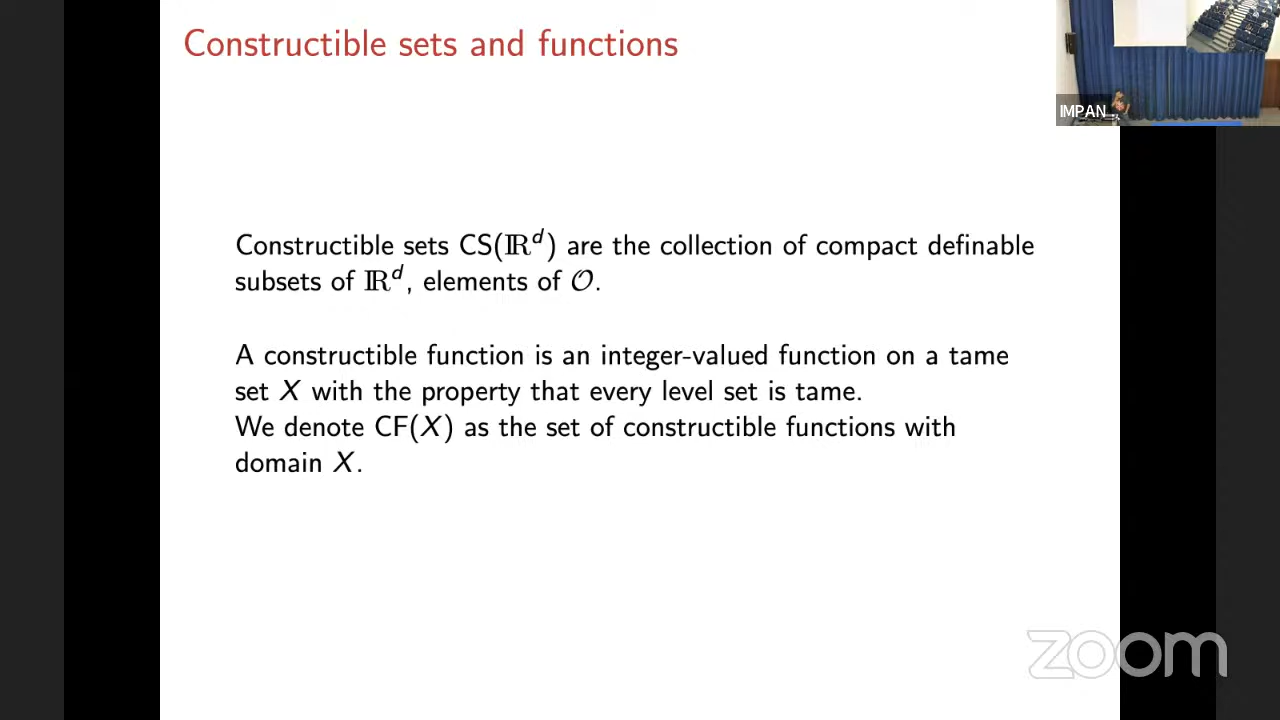 Constructible sets and functions
IMPAN ...
Constructible sets CS(ℝᵈ) are the collection of compact definable
subsets of ℝᵈ, elements of 𝒪.
A constructible function is an integer-valued function on a tame
set X with the property that every level set is tame.
We denote CF(X) as the set of constructible functions with
domain X.
zoom